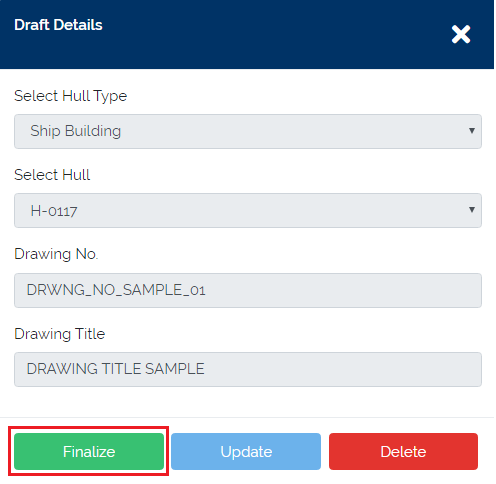 Draft Details
Select Hull Type
Ship Building
Select Hull
H-0117
Drawing No.
DRWNG_NO_SAMPLE_01
Drawing Title
DRAWING TITLE SAMPLE
Finalize Update Delete